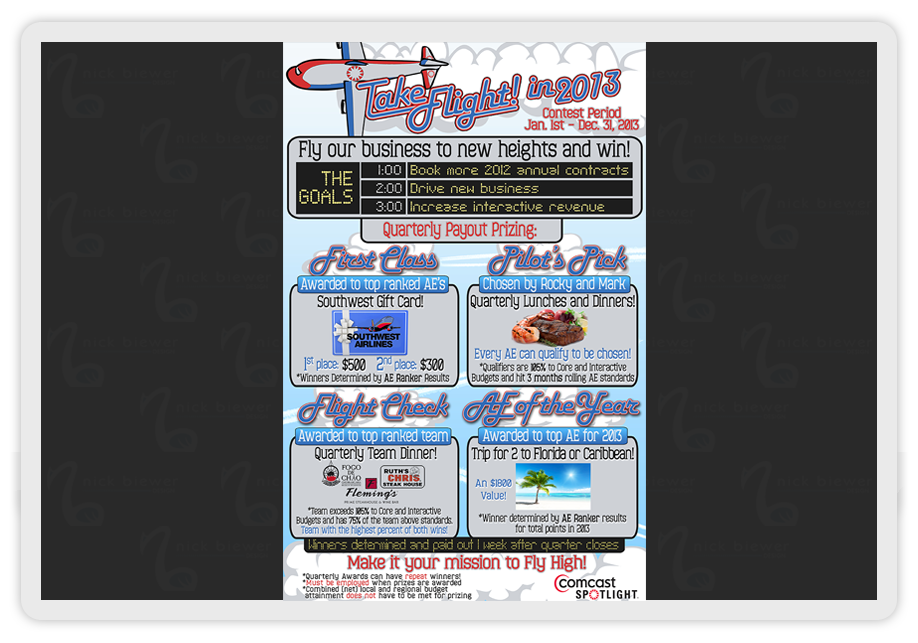 Take Flight! in 2013
Contest Period
Jan. 1st - Dec. 31, 2013
Fly our business to new heights and win!
THE GOALS
1:00 Book more 2012 annual contracts
2:00 Drive new business
3:00 Increase interactive revenue
Quarterly Payout Prizing:
First Class
Awarded to top ranked AE's
Southwest Gift Card!
SOUTHWEST
AIRLINES
1st place: $500 2nd place: $300
*Winners Determined by AE Ranker Results
Pilot's Pick
Chosen by Rocky and Mark
Quarterly Lunches and Dinners!
Every AE can qualify to be chosen!
*Qualifiers are 105% to Core and Interactive
Budgets and hit 3 months rolling AE standards
Flight Check
Awarded to top ranked team
Quarterly Team Dinner!
FOGO
DE
CHÃO
RUTH'S
CHRIS
STEAK HOUSE
Fleming's
PRIME STEAKHOUSE & WINE BAR
*Team exceeds 105% to Core and Interactive
Budgets and has 75% of the team above standards.
Team with the highest percent of both wins!
AE of the Year
Awarded to top AE for 2013
Trip for 2 to Florida or Caribbean!
An $1800
Value!
*Winner determined by AE Ranker results
for total points in 2013
Winners determined and paid out 1 week after quarter closes
Make it your mission to Fly High!
*Quarterly Awards can have repeat winners!
*Must be employed when prizes are awarded
*Combined (net) local and regional budget
attainment does not have to be met for prizing
comcast
SPOTLIGHT